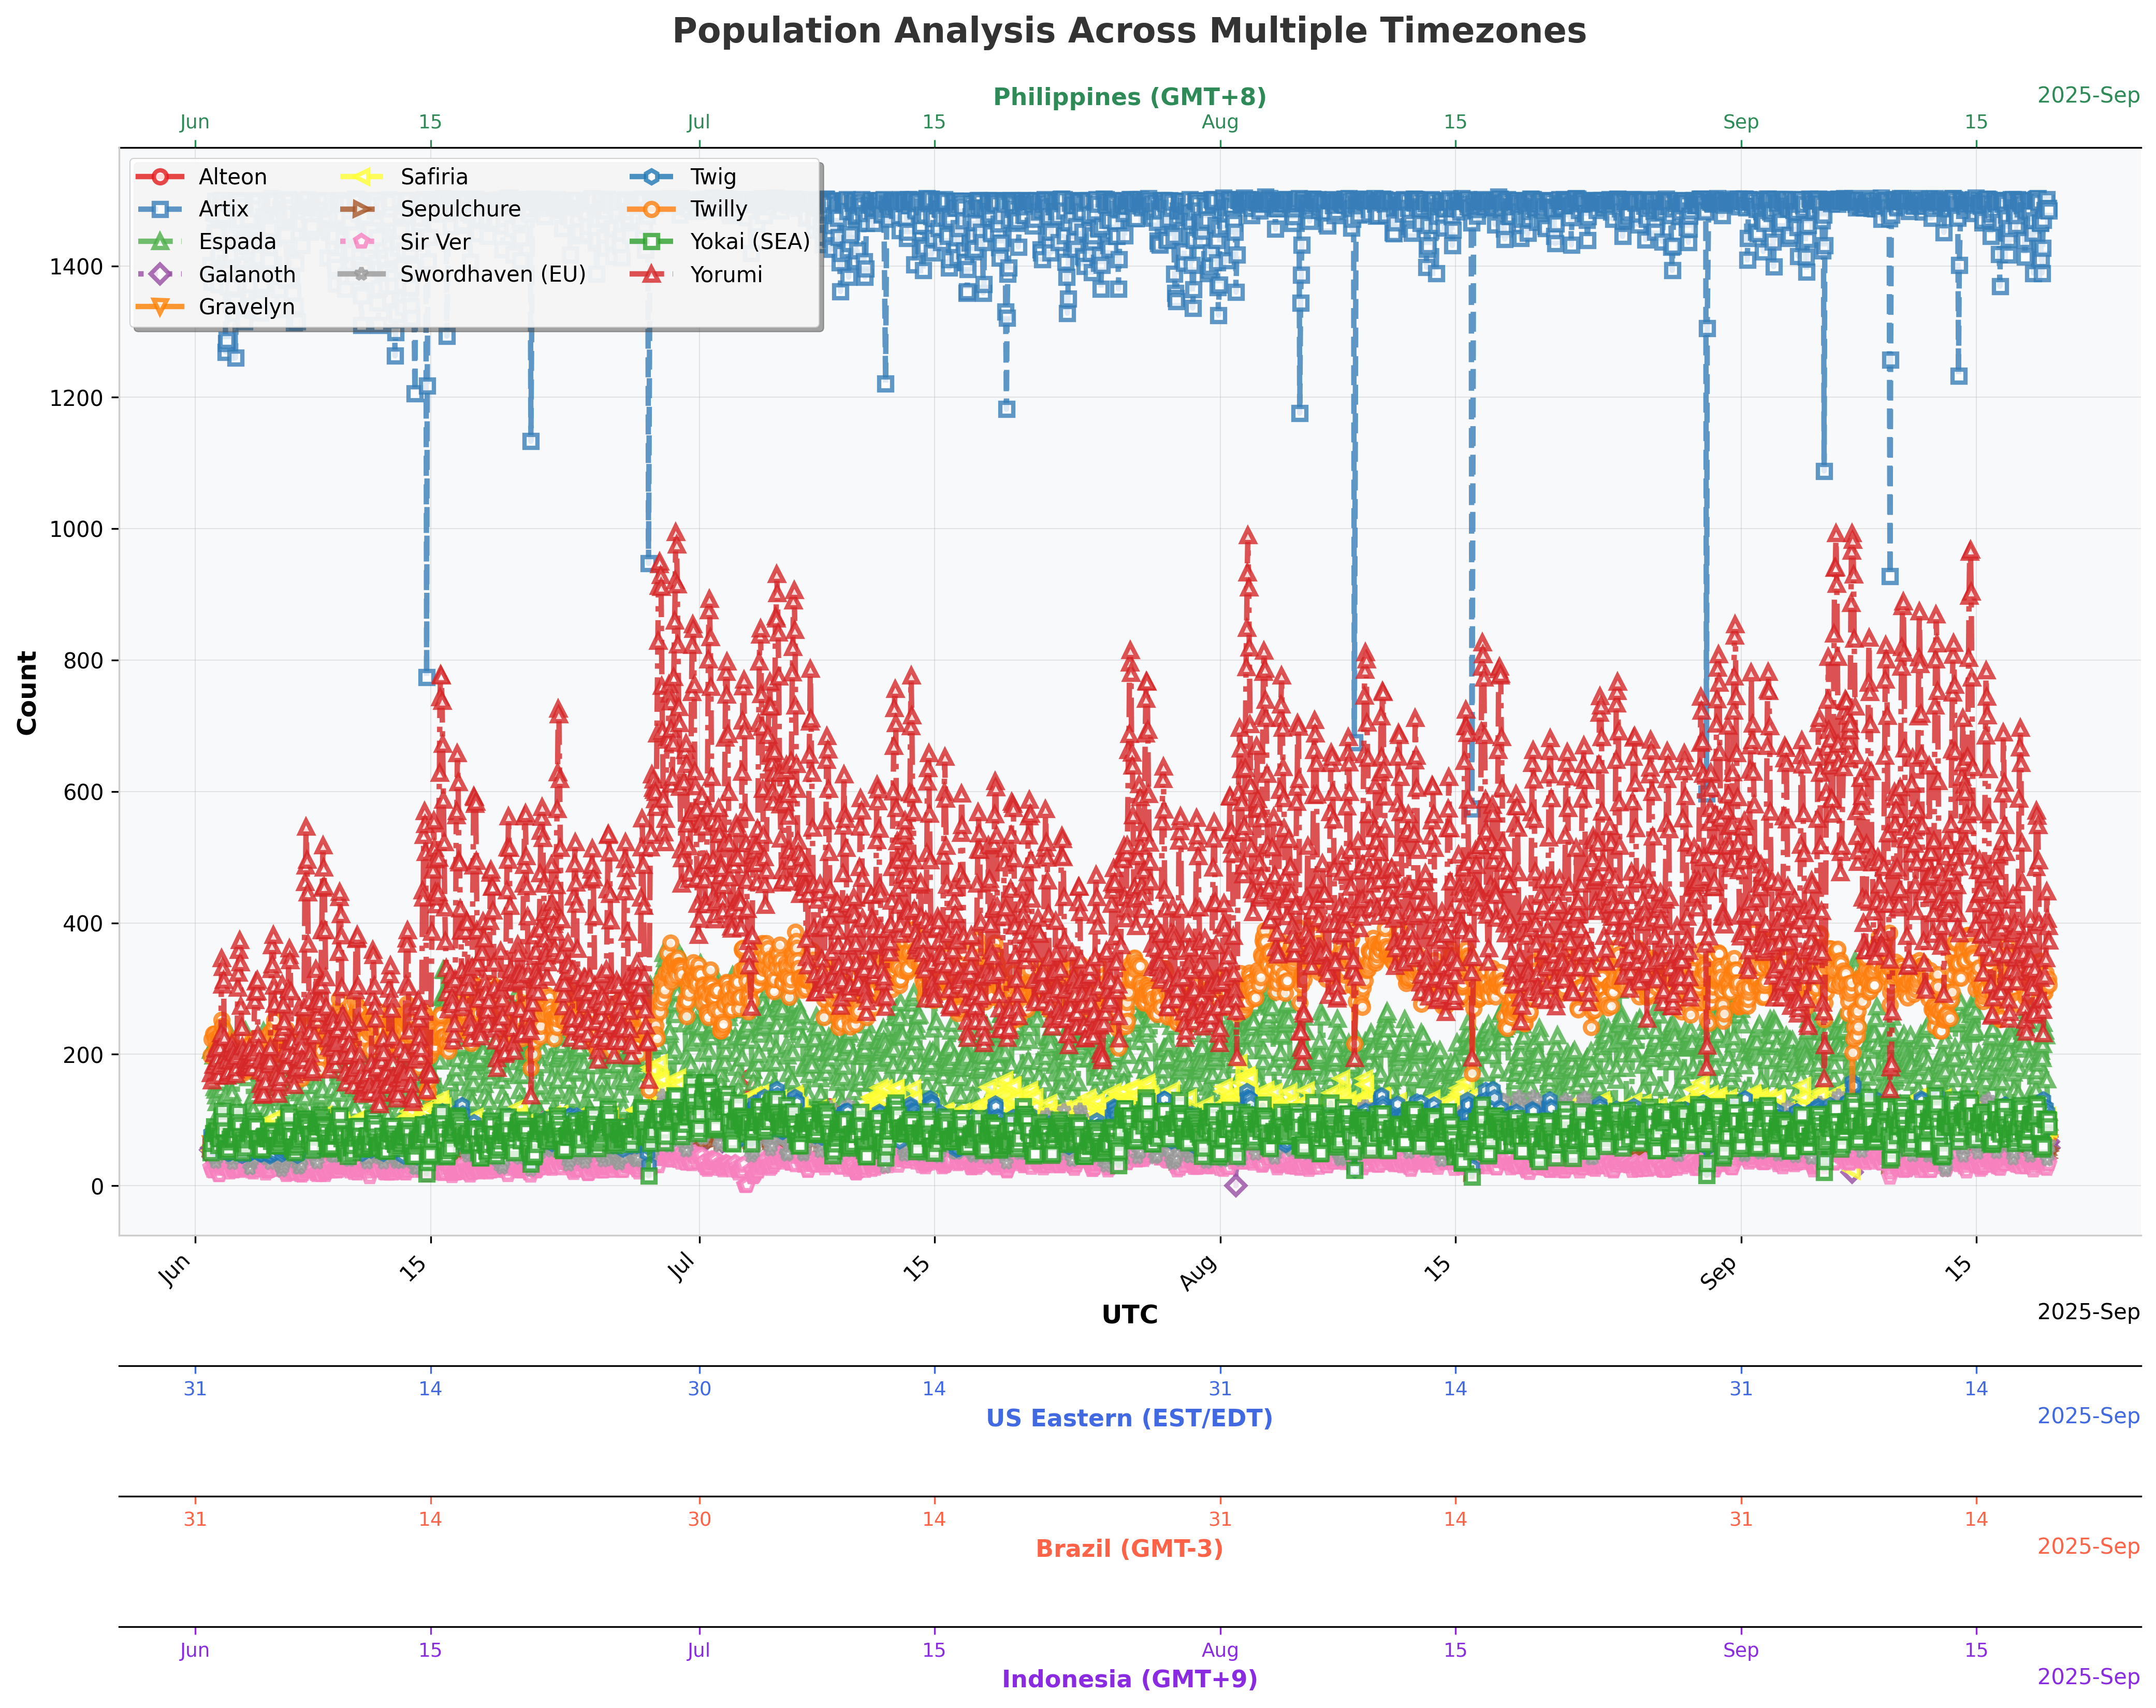 Population Analysis Across Multiple Timezones
Philippines (GMT+8)
2025-Sep
Jun 15 Jul 15 Aug 15 Sep 15
Alteon
Artix
Espada
Galanoth
Gravelyn
Safiria
Sepulchure
Sir Ver
Swordhaven (EU)
Twig
Twilly
Yokai (SEA)
Yorumi
Count
1400
1200
1000
800
600
400
200
0
Jun 15 Jul 15 Aug 15 Sep 15
UTC
2025-Sep
31 14 30 14 31 14 31 14
US Eastern (EST/EDT)
2025-Sep
31 14 30 14 31 14 31 14
Brazil (GMT-3)
2025-Sep
Jun 15 Jul 15 Aug 15 Sep 15
Indonesia (GMT+9)
2025-Sep